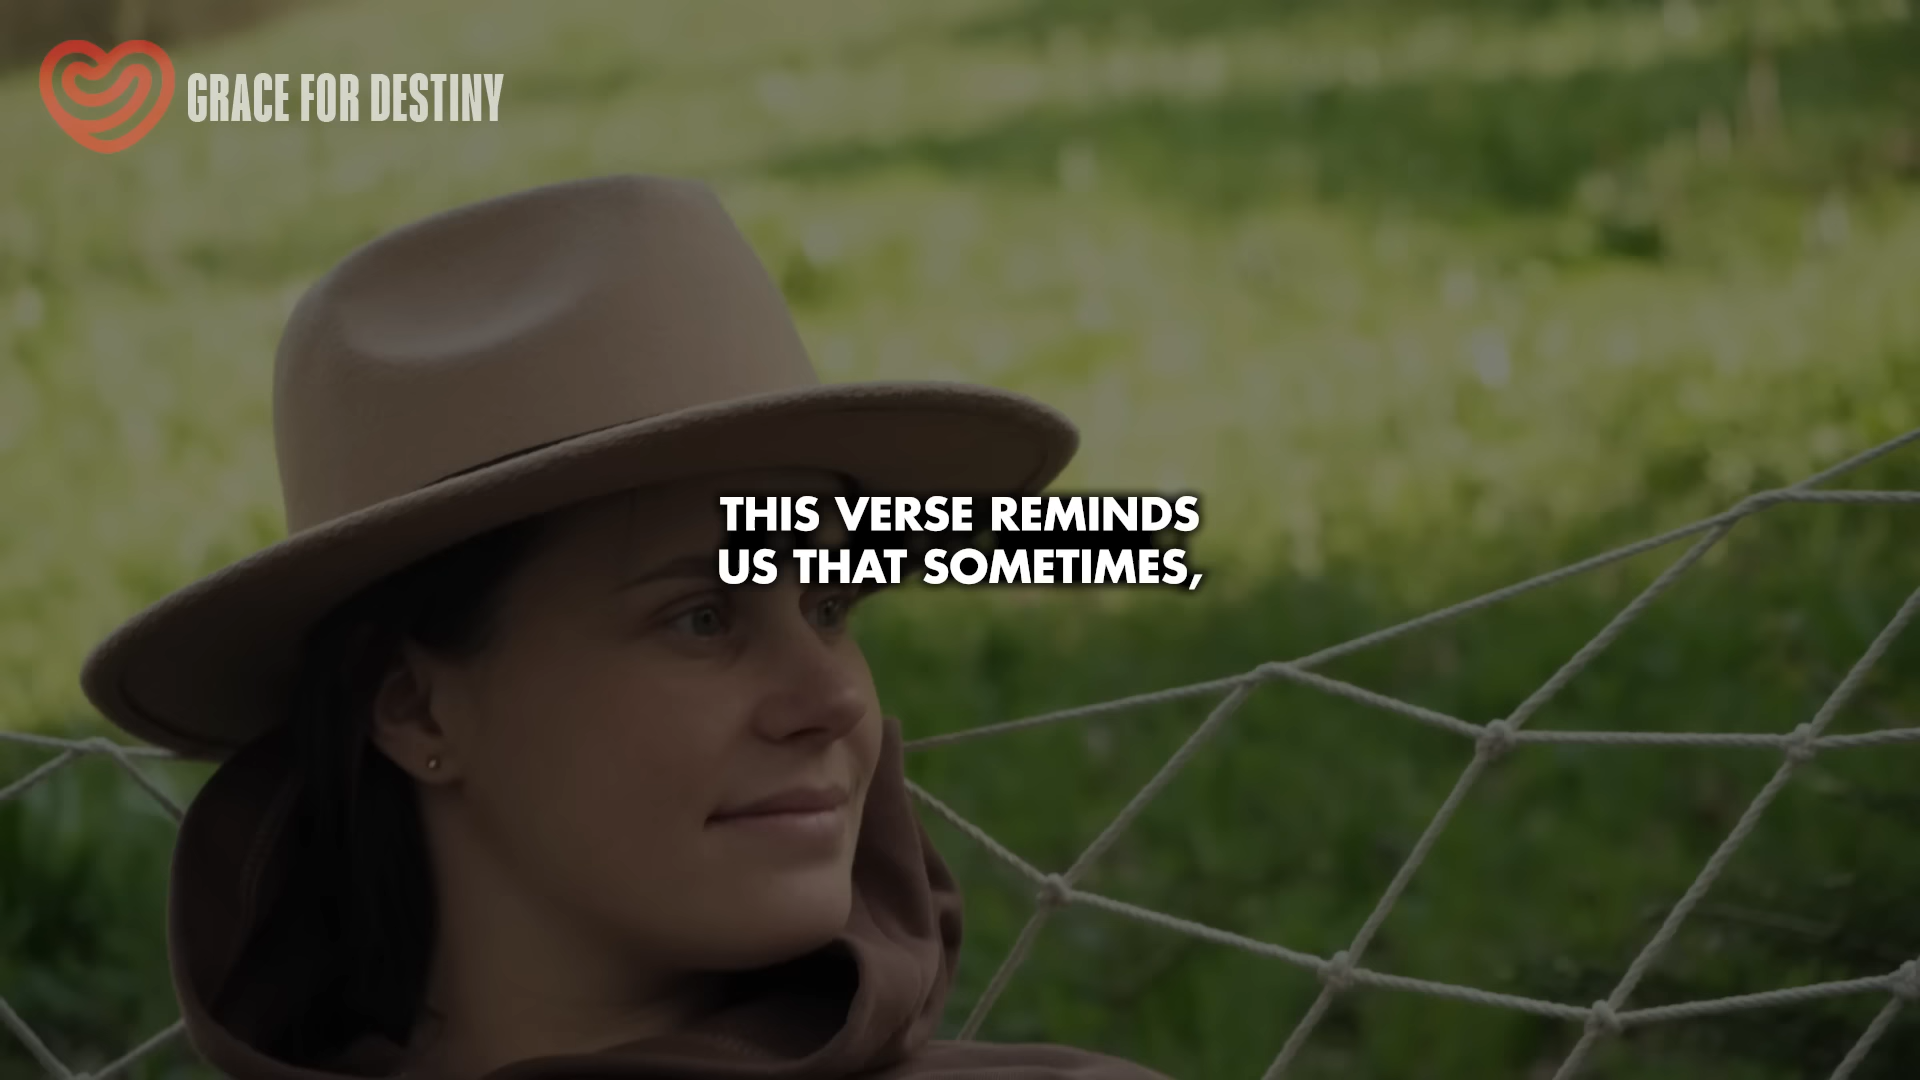 GRACE FOR DESTINY
THIS VERSE REMINDS
US THAT SOMETIMES,